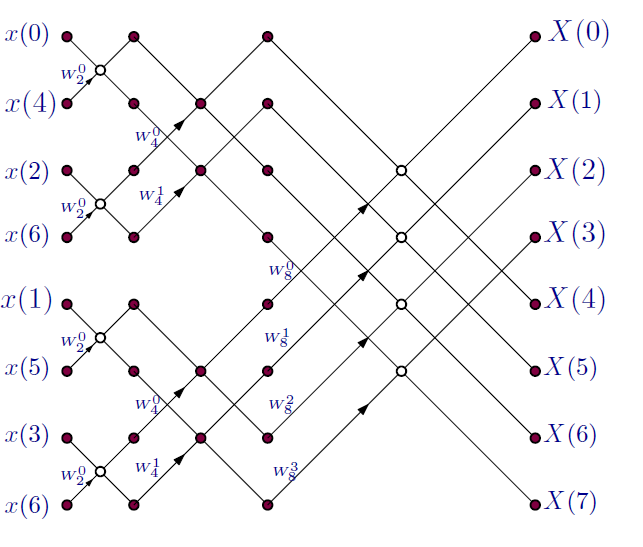 x(0) X(0)
W_2^0
x(4) X(1)
W_4^0
x(2) X(2)
W_4^1
W_2^0
x(6) X(3)
W_8^0
x(1) X(4)
W_8^1
W_2^0
x(5) X(5)
W_4^0 W_8^2
x(3) X(6)
W_4^1 W_8^3
W_2^0
x(6) X(7)